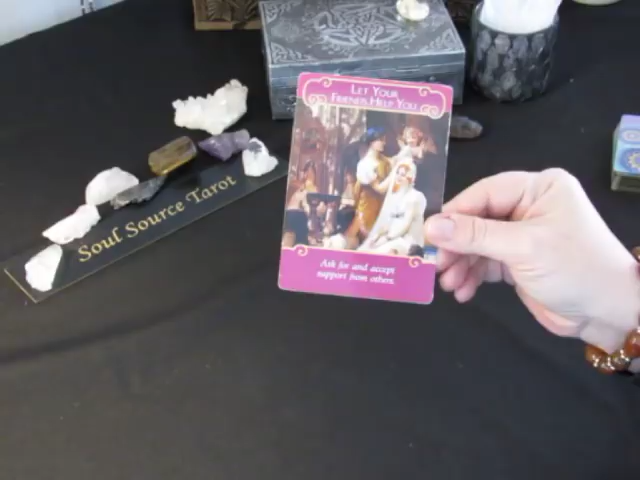 Let Your
Friends Help You
Ask for and accept
support from others.
Soul Source Tarot